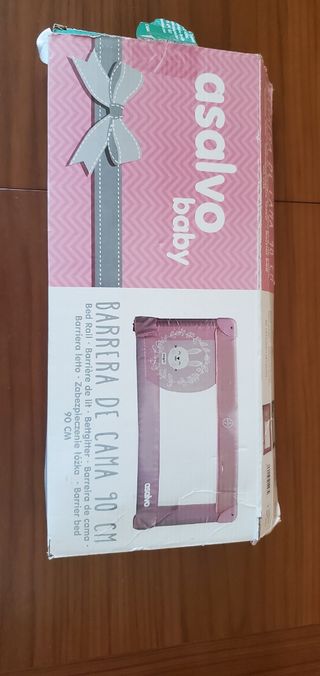 asalvo
baby
BARRERA DE CAMA 90 CM
Bed Rail · Barrière de lit · Bettgitter · Barreira de cama ·
Barriera letto · Zabezpieczenie łóżka · Barrier bed
90 CM
asalvo